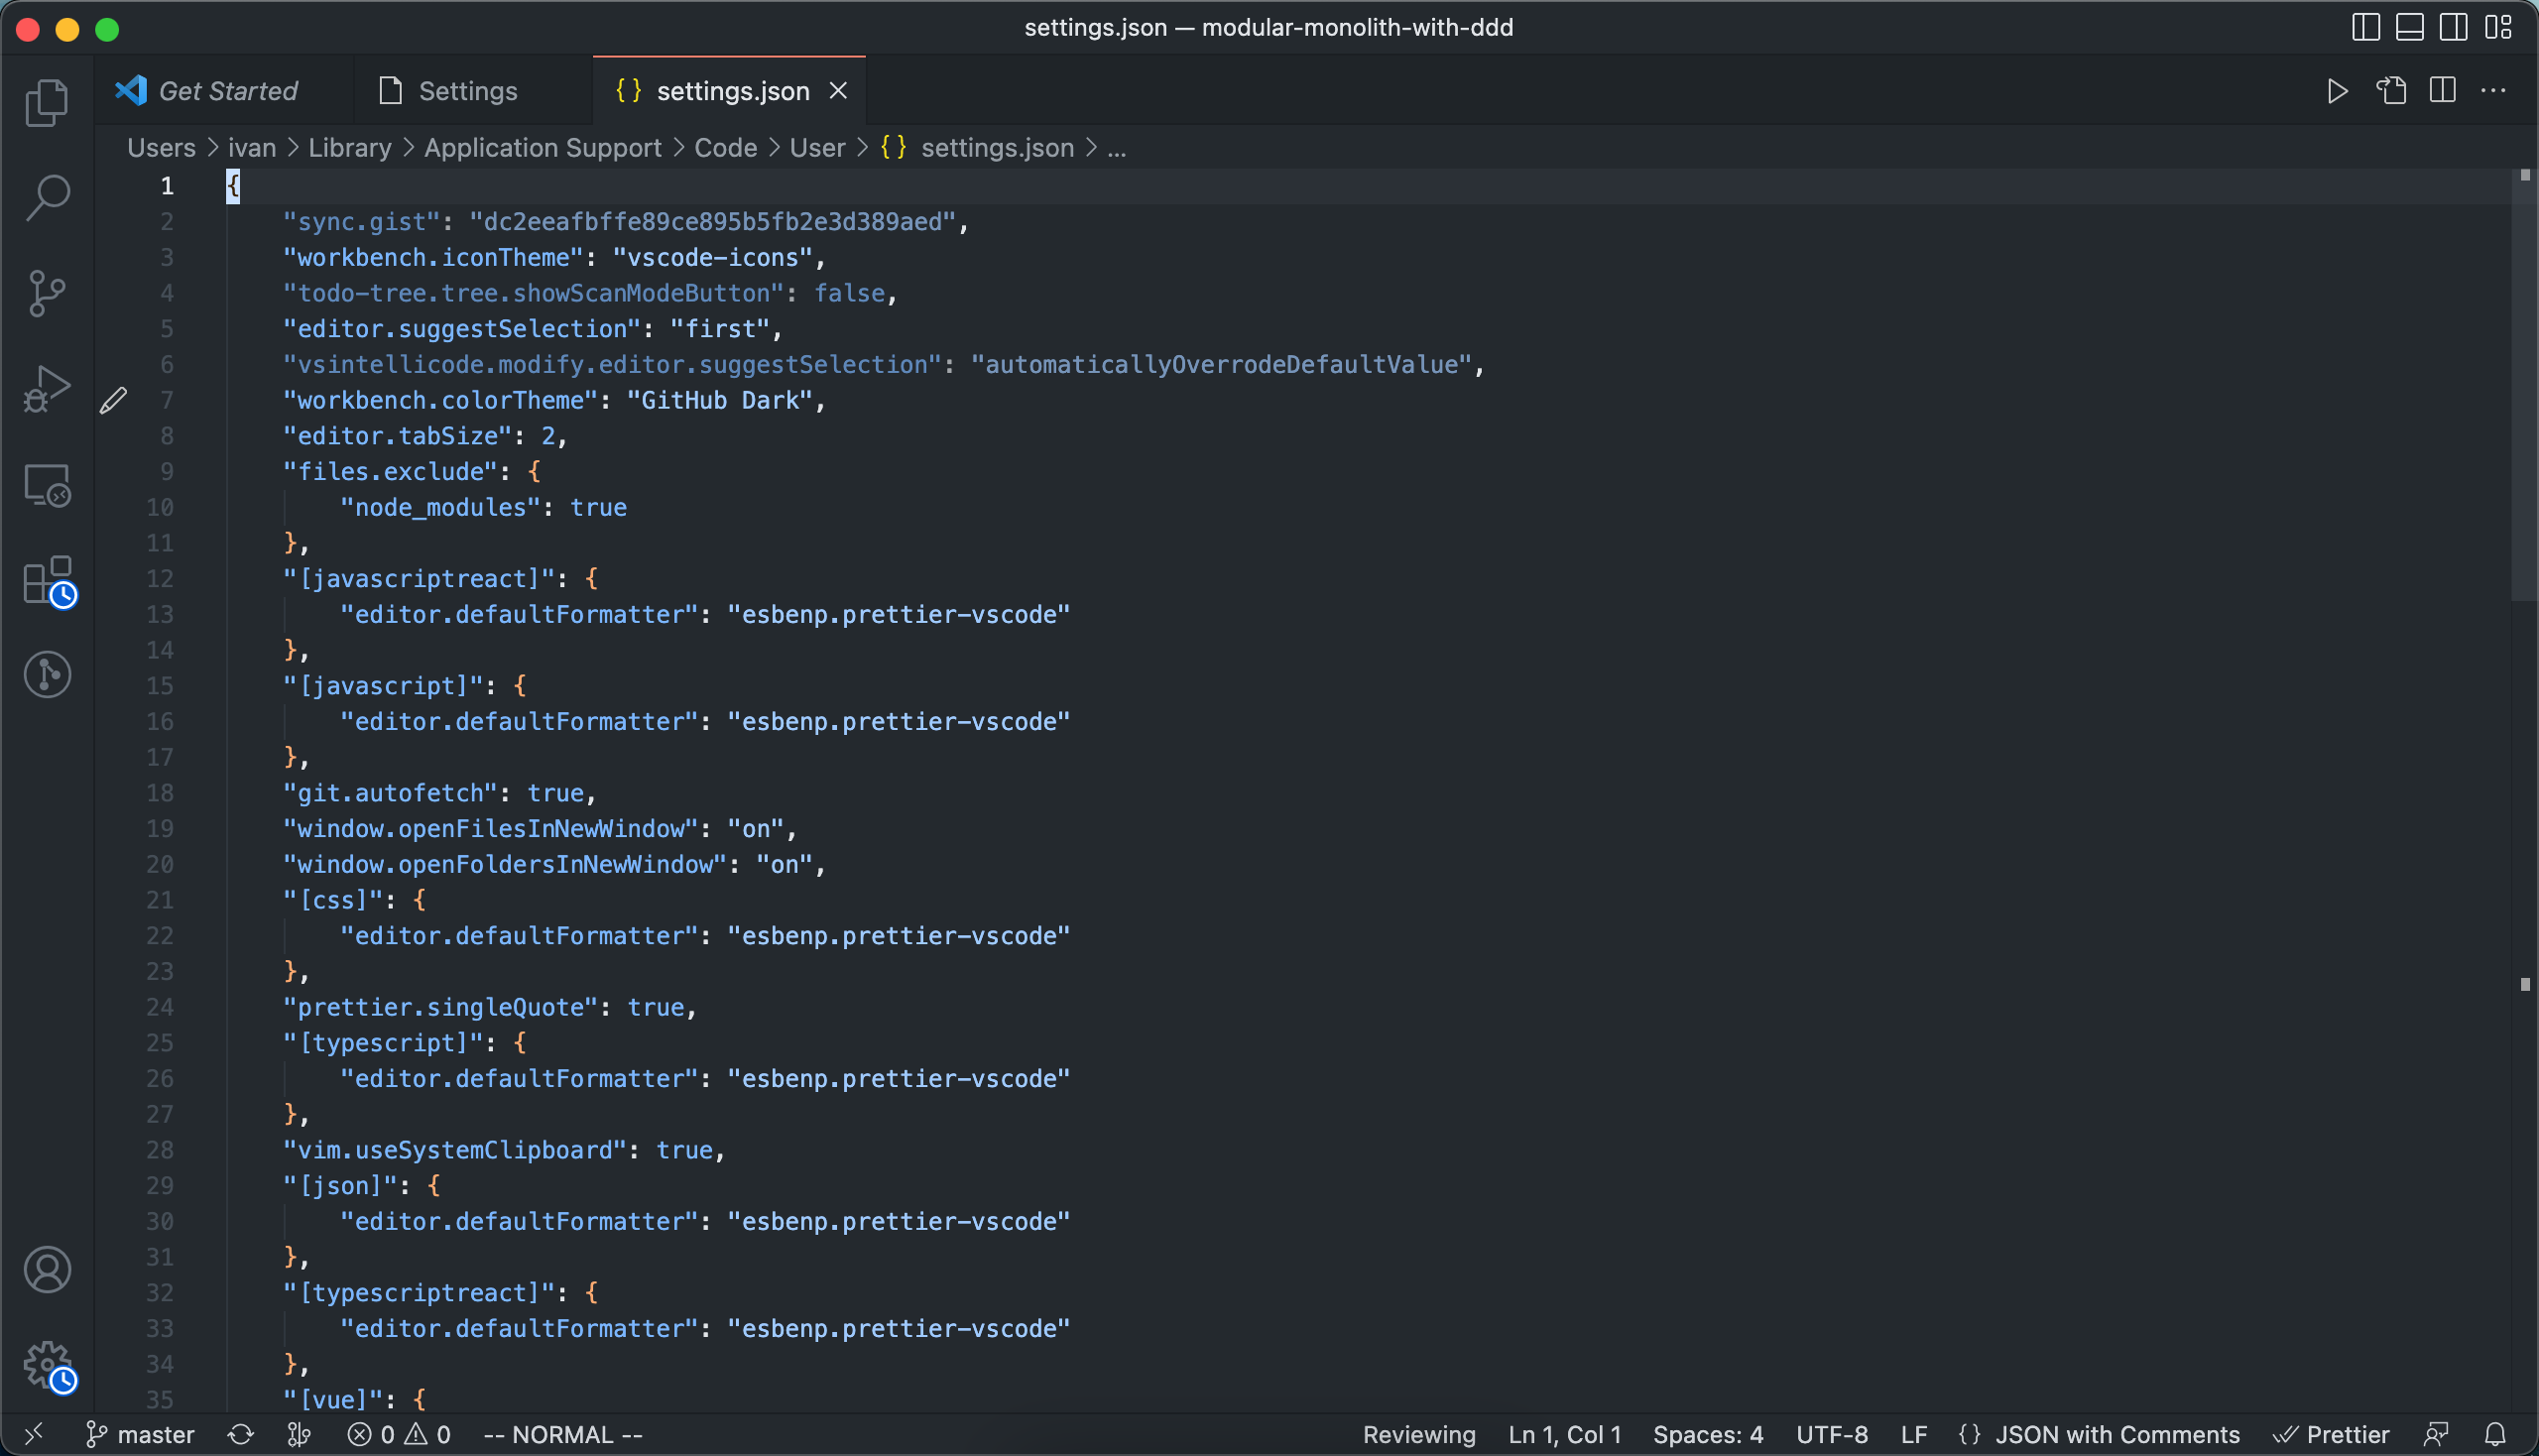 settings.json — modular-monolith-with-ddd
Get Started
Settings
{} settings.json
Users > ivan > Library > Application Support > Code > User > {} settings.json > ...
1 {
2 "sync.gist": "dc2eeafbffe89ce895b5fb2e3d389aed",
3 "workbench.iconTheme": "vscode-icons",
4 "todo-tree.tree.showScanModeButton": false,
5 "editor.suggestSelection": "first",
6 "vsintellicode.modify.editor.suggestSelection": "automaticallyOverrodeDefaultValue",
7 "workbench.colorTheme": "GitHub Dark",
8 "editor.tabSize": 2,
9 "files.exclude": {
10 "node_modules": true
11 },
12 "[javascriptreact]": {
13 "editor.defaultFormatter": "esbenp.prettier-vscode"
14 },
15 "[javascript]": {
16 "editor.defaultFormatter": "esbenp.prettier-vscode"
17 },
18 "git.autofetch": true,
19 "window.openFilesInNewWindow": "on",
20 "window.openFoldersInNewWindow": "on",
21 "[css]": {
22 "editor.defaultFormatter": "esbenp.prettier-vscode"
23 },
24 "prettier.singleQuote": true,
25 "[typescript]": {
26 "editor.defaultFormatter": "esbenp.prettier-vscode"
27 },
28 "vim.useSystemClipboard": true,
29 "[json]": {
30 "editor.defaultFormatter": "esbenp.prettier-vscode"
31 },
32 "[typescriptreact]": {
33 "editor.defaultFormatter": "esbenp.prettier-vscode"
34 },
35 "[vue]": {
master 0 0 -- NORMAL -- Reviewing Ln 1, Col 1 Spaces: 4 UTF-8 LF {} JSON with Comments Prettier